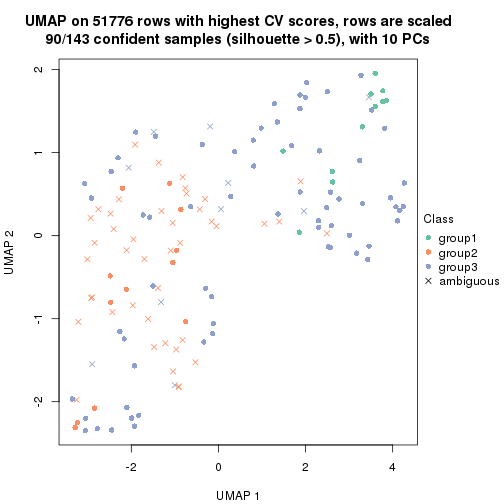 UMAP on 51776 rows with highest CV scores, rows are scaled
90/143 confident samples (silhouette > 0.5), with 10 PCs
2
1
0
-1
-2
UMAP 2
-2
0
2
4
UMAP 1
Class
group1
group2
group3
ambiguous